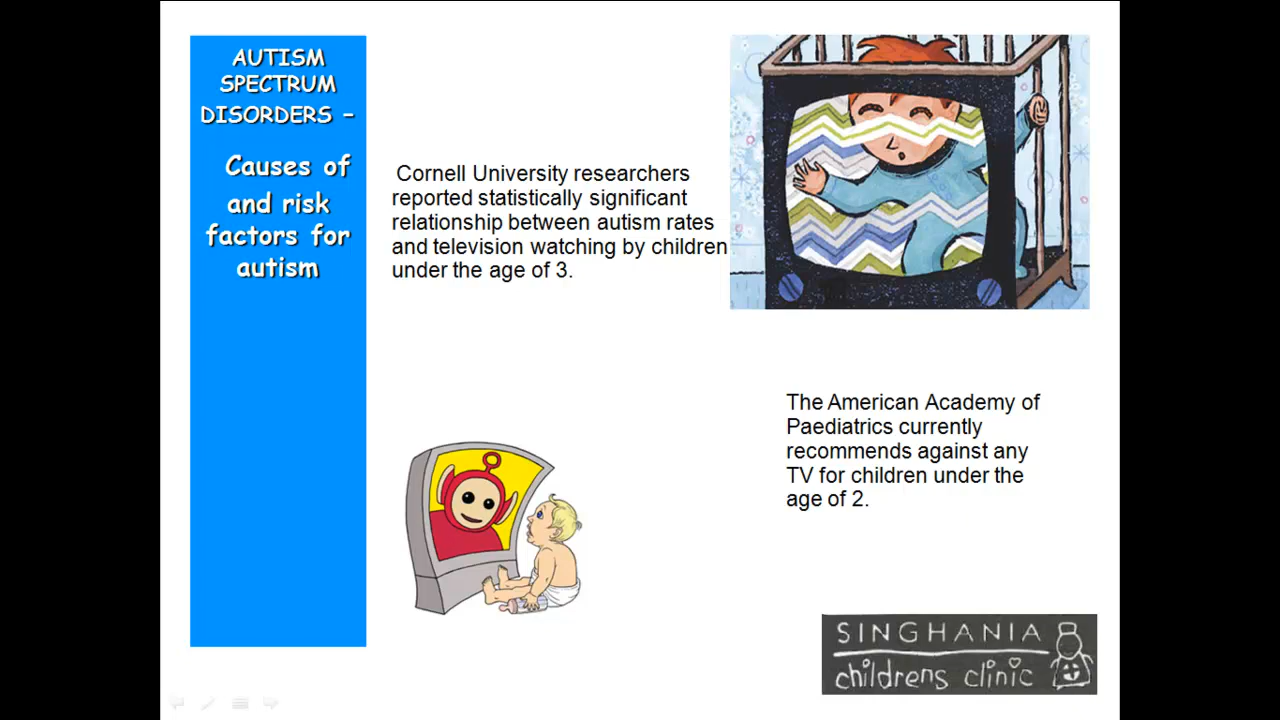 AUTISM
SPECTRUM
DISORDERS –
Causes of
and risk
factors for
autism
Cornell University researchers
reported statistically significant
relationship between autism rates
and television watching by children
under the age of 3.
The American Academy of
Paediatrics currently
recommends against any
TV for children under the
age of 2.
SINGHANIA
childrens clinic